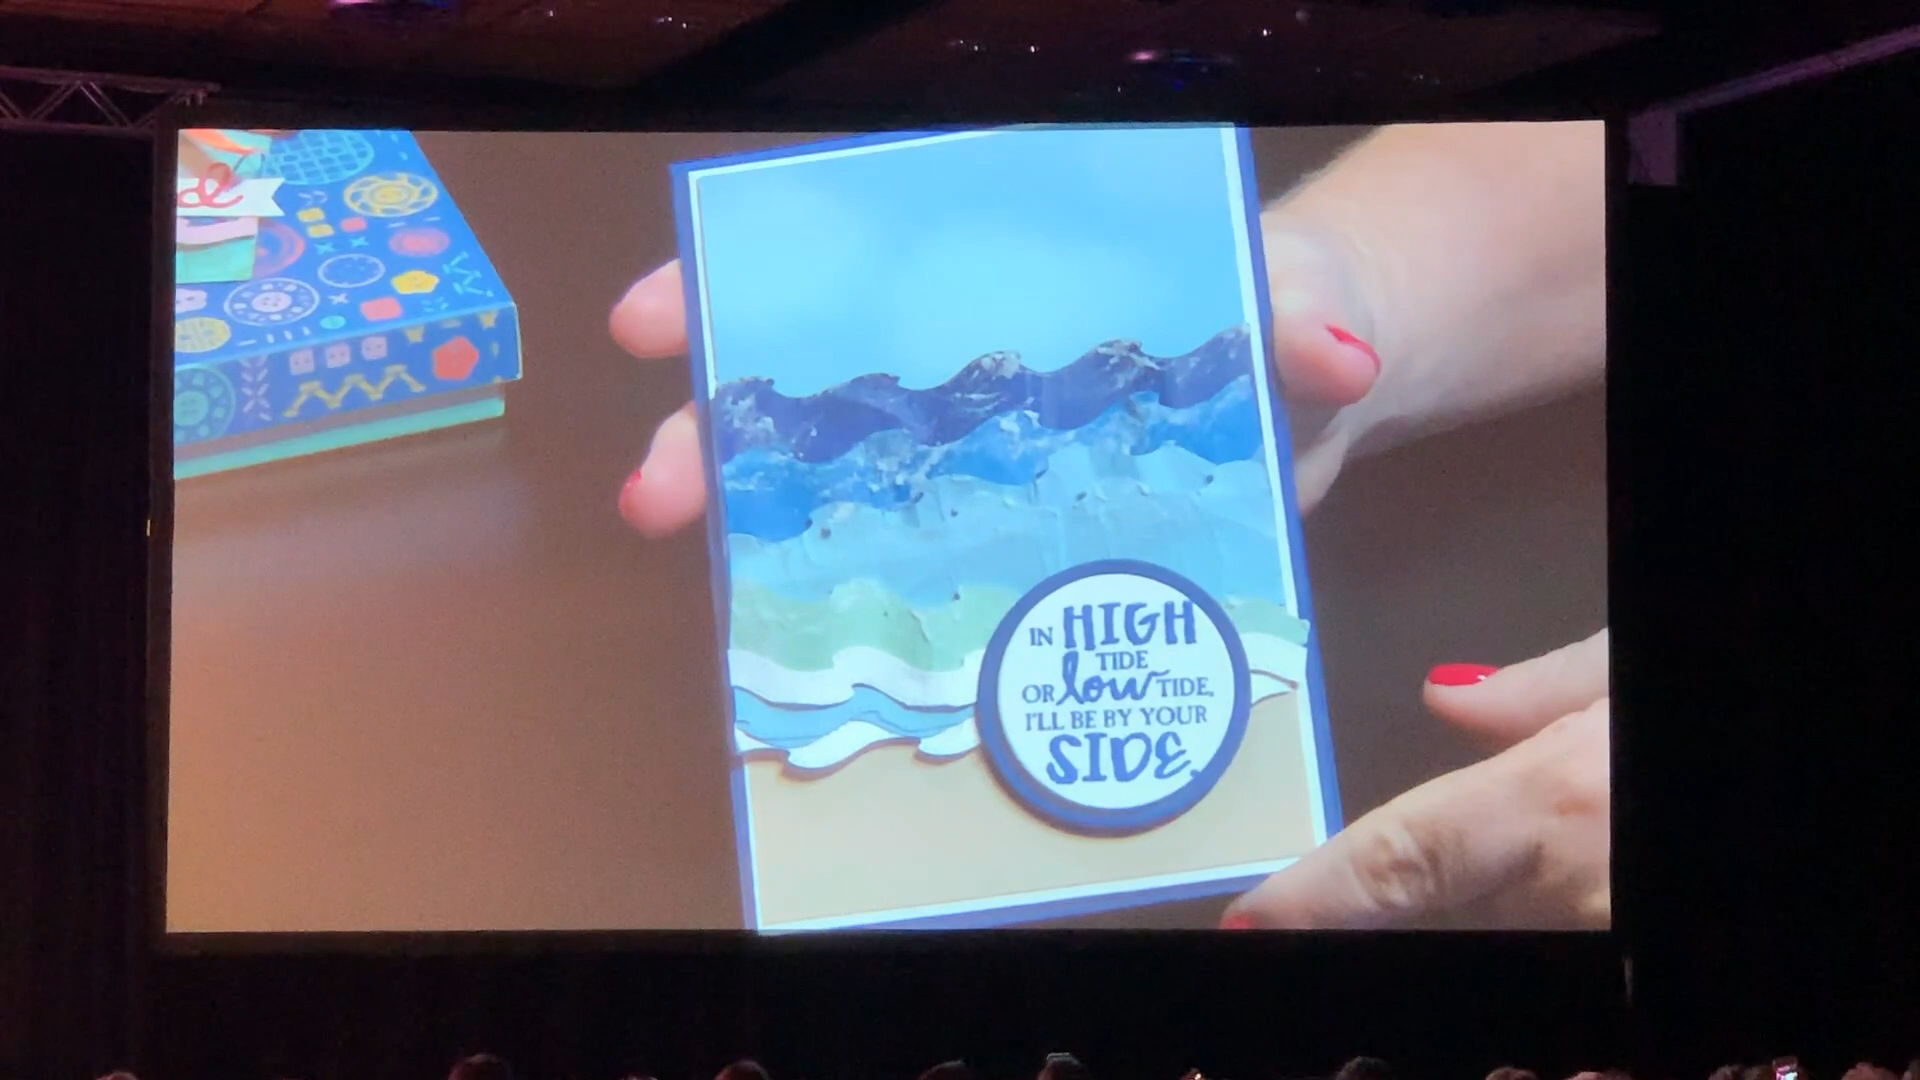 IN HIGH
TIDE
OR low TIDE,
I'LL BE BY YOUR
SIDE.